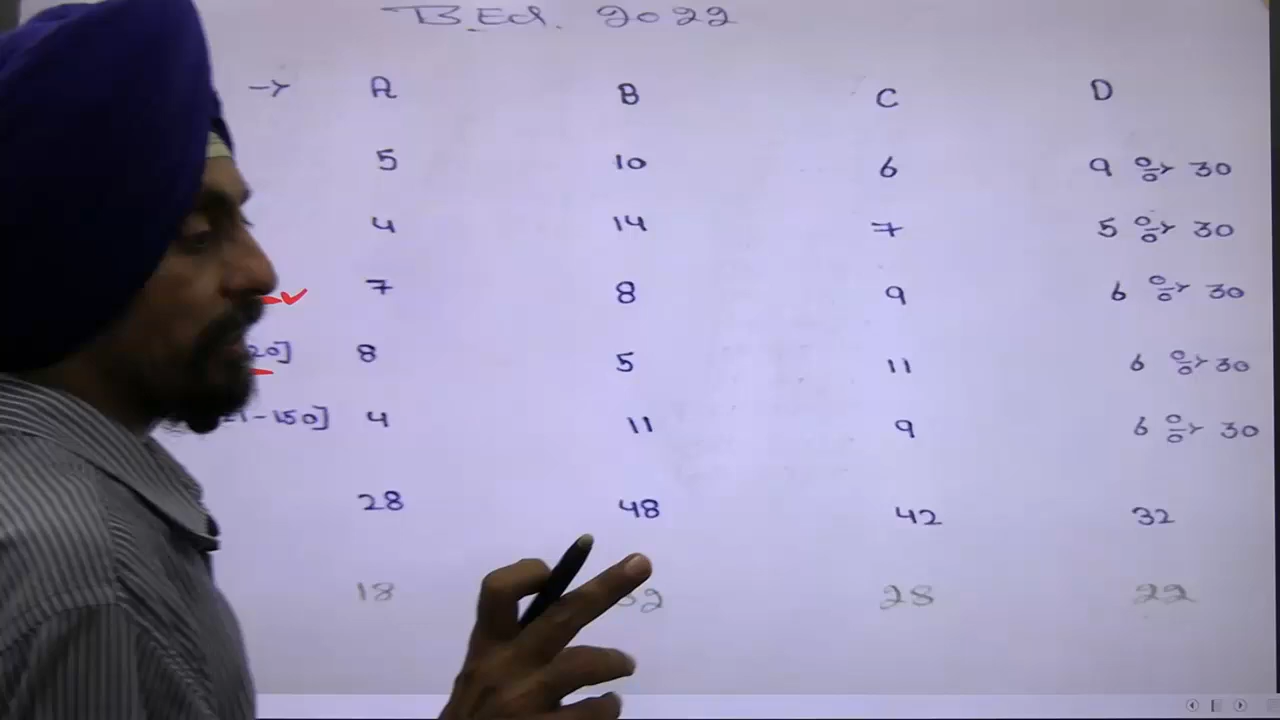 B.Ed. 2022
→ A B C D
5 10 6 9 ⇒ 30
4 14 7 5 ⇒ 30
7 8 9 6 ⇒ 30
20] 8 5 11 6 ⇒ 30
-150] 4 11 9 6 ⇒ 30
28 48 42 32
18 28 22